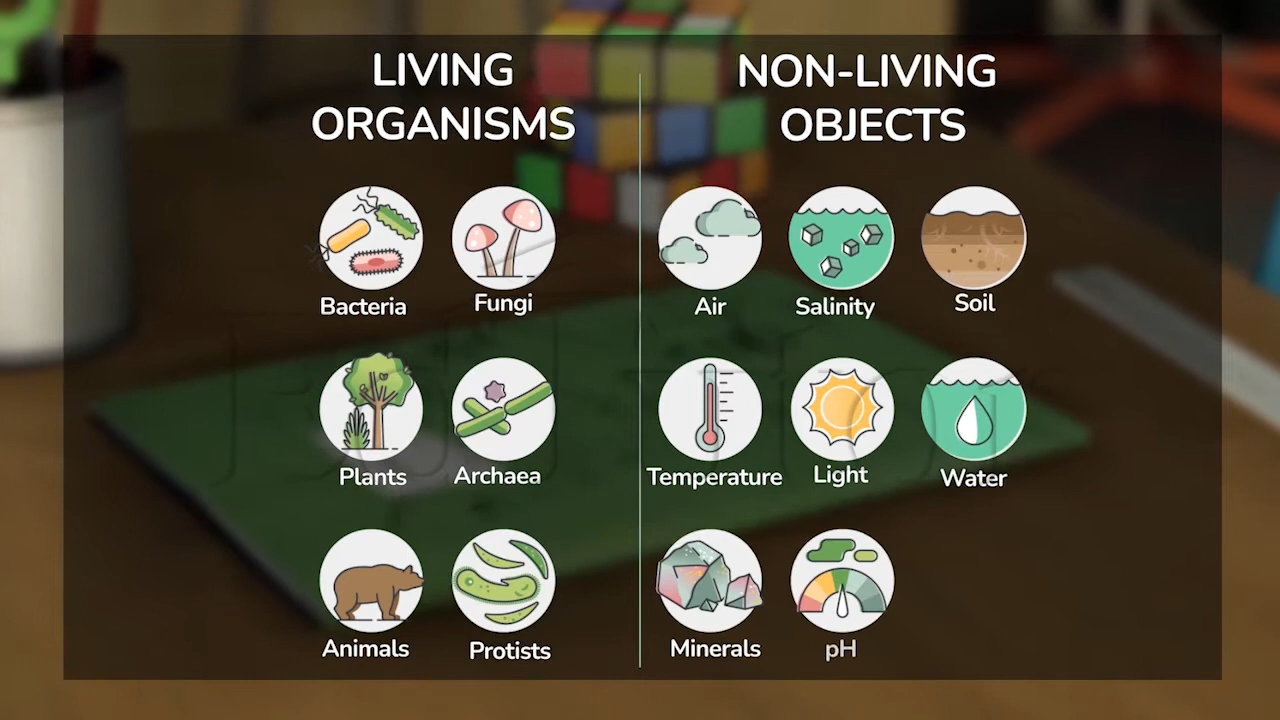 LIVING
ORGANISMS
NON-LIVING
OBJECTS
Bacteria
Fungi
Air
Salinity
Soil
Plants
Archaea
Temperature
Light
Water
Animals
Protists
Minerals
pH